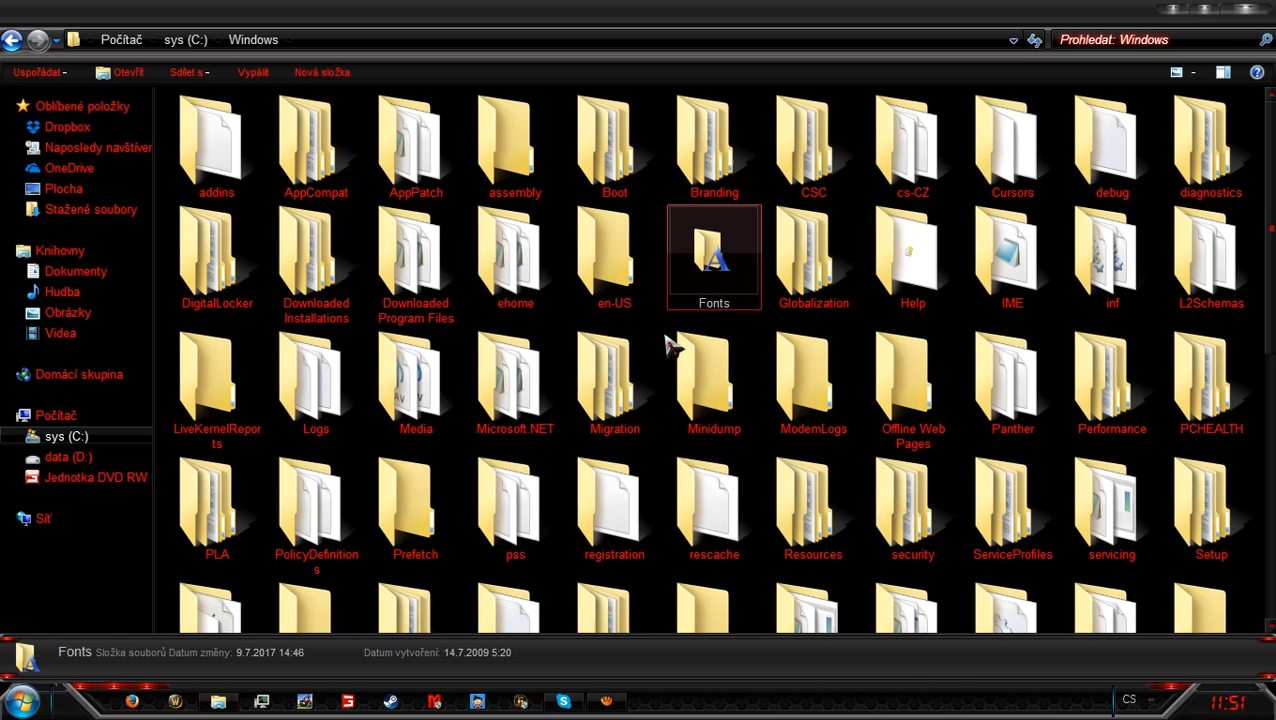 Počítač sys (C:) Windows Prohledat: Windows
Uspořádat Otevřít Sdílet s Vypálit Nová složka
Oblíbené položky
Dropbox
Naposledy navštíven
OneDrive
Plocha
Stažené soubory
Knihovny
Dokumenty
Hudba
Obrázky
Videa
Domácí skupina
Počítač
sys (C:)
data (D:)
Jednotka DVD RW
Síť
addins AppCompat AppPatch assembly Boot Branding CSC cs-CZ Cursors debug diagnostics
DigitalLocker Downloaded Downloaded ehome en-US Fonts Globalization Help IME inf L2Schemas
Installations Program Files
LiveKernelRepor Logs Media Microsoft.NET Migration Minidump ModemLogs Offline Web Panther Performance PCHEALTH
ts Pages
PLA PolicyDefinition Prefetch pss registration rescache Resources security ServiceProfiles servicing Setup
s
Fonts Složka souborů Datum změny: 9.7.2017 14:46 Datum vytvoření: 14.7.2009 5:20
CS 11:51